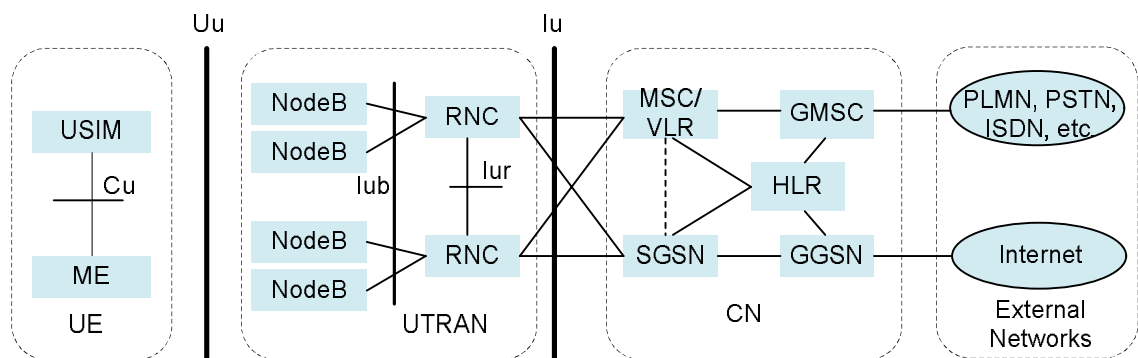 Uu
Iu
USIM
Cu
ME
UE
NodeB
NodeB
Iub
NodeB
NodeB
RNC
Iur
RNC
UTRAN
MSC/
VLR
GMSC
HLR
SGSN
GGSN
CN
PLMN, PSTN,
ISDN, etc.
Internet
External
Networks